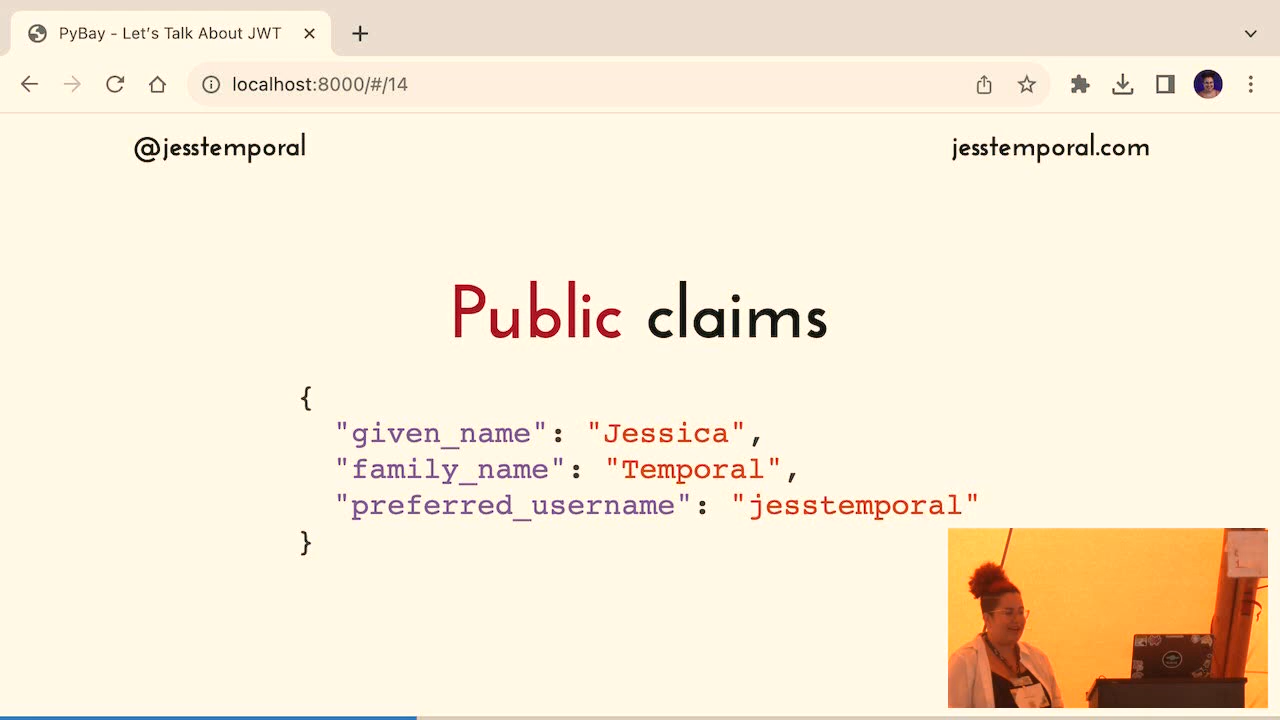 PyBay - Let's Talk About JWT
localhost:8000/#/14
@jesstemporal
jesstemporal.com
Public claims
{
"given_name": "Jessica",
"family_name": "Temporal",
"preferred_username": "jesstemporal"
}